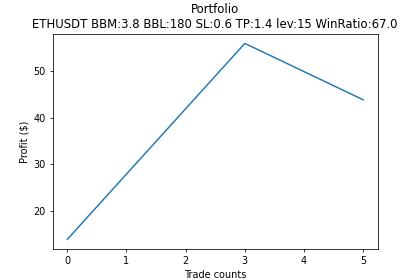 Portfolio
ETHUSDT BBM:3.8 BBL:180 SL:0.6 TP:1.4 lev:15 WinRatio:67.0
Profit ($)
50
40
30
20
0 1 2 3 4 5
Trade counts